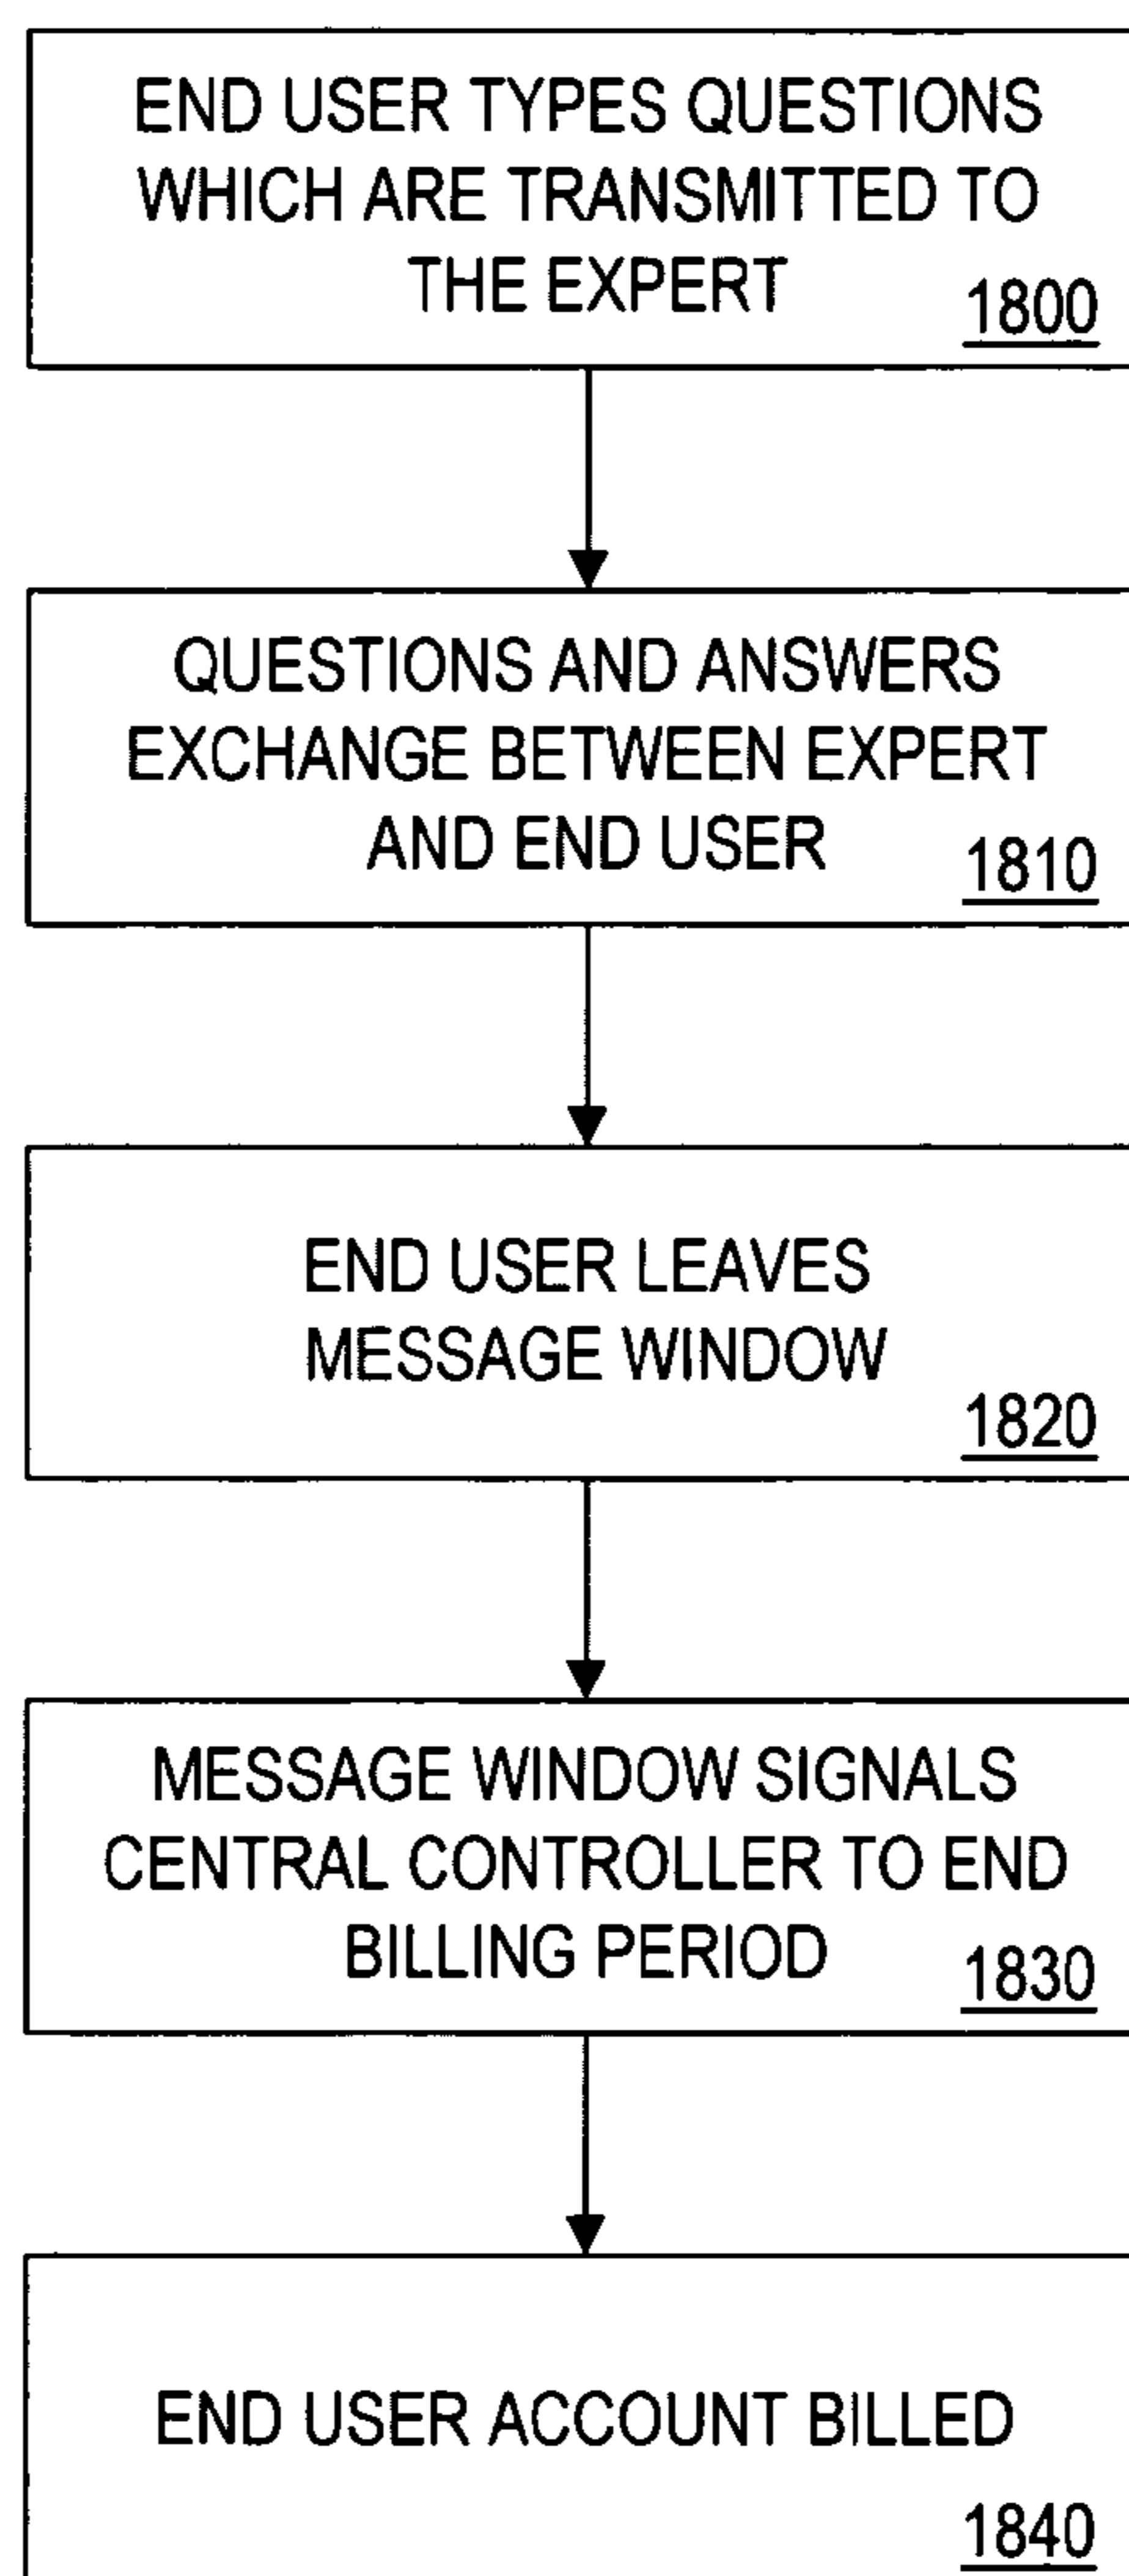 END USER TYPES QUESTIONS
WHICH ARE TRANSMITTED TO
THE EXPERT
1800
QUESTIONS AND ANSWERS
EXCHANGE BETWEEN EXPERT
AND END USER
1810
END USER LEAVES
MESSAGE WINDOW
1820
MESSAGE WINDOW SIGNALS
CENTRAL CONTROLLER TO END
BILLING PERIOD
1830
END USER ACCOUNT BILLED
1840